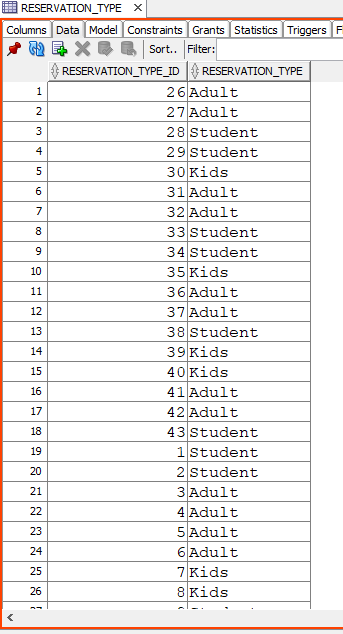 RESERVATION_TYPE
Columns Data Model Constraints Grants Statistics Triggers
Sort.. Filter:
RESERVATION_TYPE_ID RESERVATION_TYPE
1 26 Adult
2 27 Adult
3 28 Student
4 29 Student
5 30 Kids
6 31 Adult
7 32 Adult
8 33 Student
9 34 Student
10 35 Kids
11 36 Adult
12 37 Adult
13 38 Student
14 39 Kids
15 40 Kids
16 41 Adult
17 42 Adult
18 43 Student
19 1 Student
20 2 Student
21 3 Adult
22 4 Adult
23 5 Adult
24 6 Adult
25 7 Kids
26 8 Kids